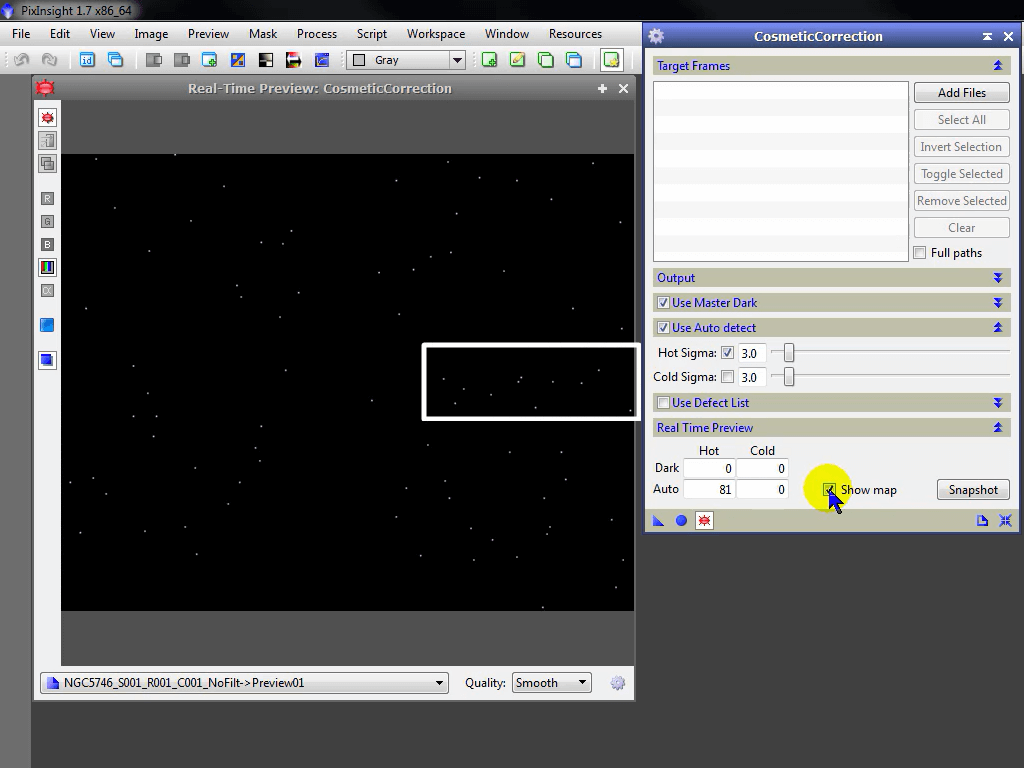 PixInsight 1.7 x86_64
File Edit View Image Preview Mask Process Script Workspace Window Resources
id Gray
Real-Time Preview: CosmeticCorrection
R
G
B
NGC5746_S001_R001_C001_NoFilt->Preview01 Quality: Smooth
CosmeticCorrection
Target Frames
Add Files
Select All
Invert Selection
Toggle Selected
Remove Selected
Clear
Full paths
Output
Use Master Dark
Use Auto detect
Hot Sigma: 3.0
Cold Sigma: 3.0
Use Defect List
Real Time Preview
Hot Cold
Dark 0 0
Auto 81 0 Show map Snapshot